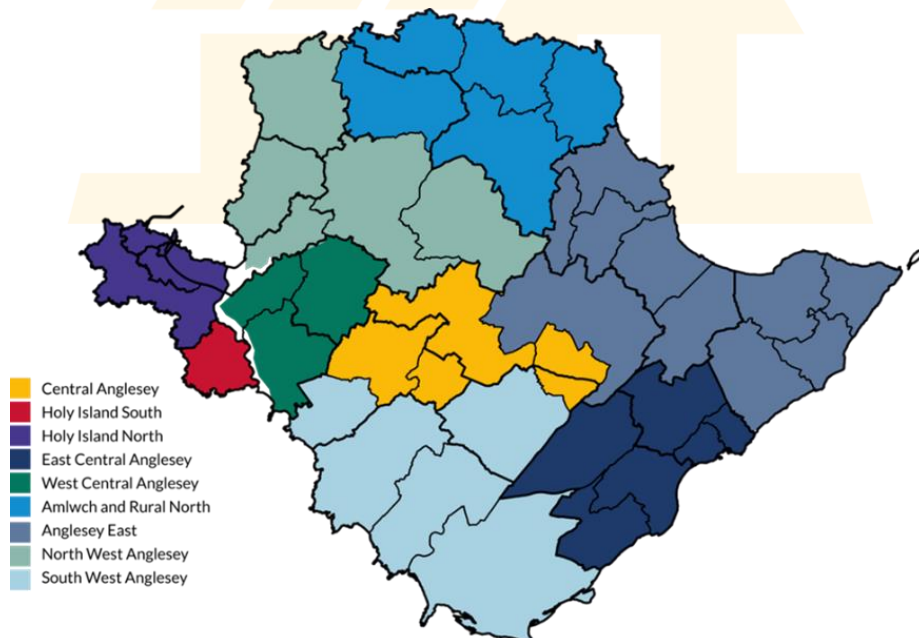 Central Anglesey
Holy Island South
Holy Island North
East Central Anglesey
West Central Anglesey
Amlwch and Rural North
Anglesey East
North West Anglesey
South West Anglesey